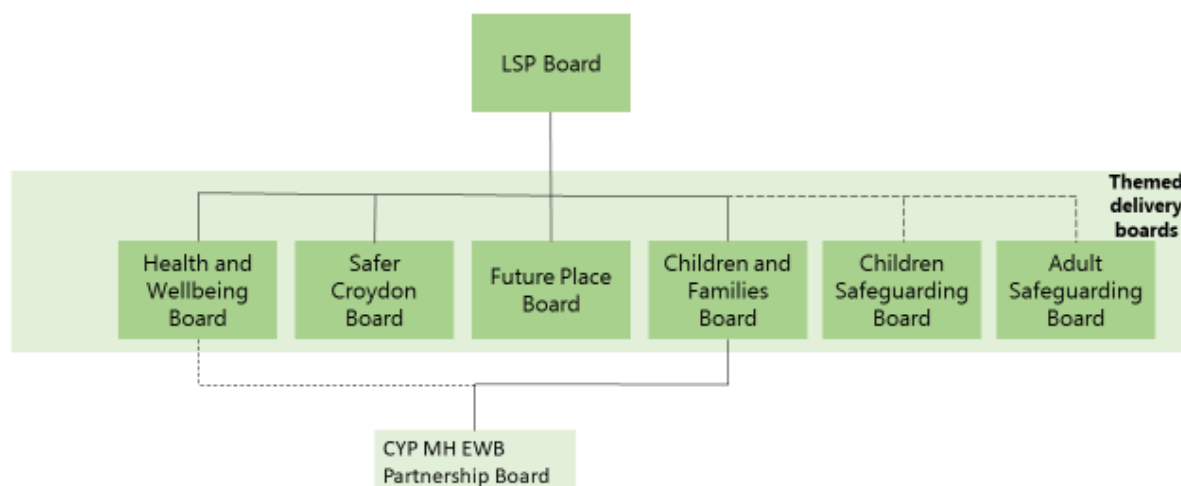 LSP Board
Themed
delivery
boards
Health and
Wellbeing
Board
Safer
Croydon
Board
Future Place
Board
Children and
Families
Board
Children
Safeguarding
Board
Adult
Safeguarding
Board
CYP MH EWB
Partnership Board